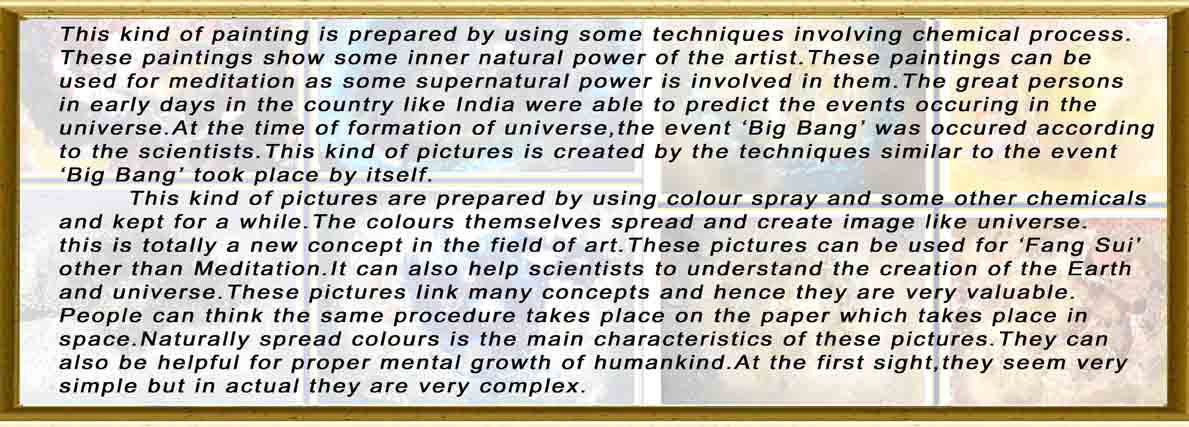 This kind of painting is prepared by using some techniques involving chemical process.
These paintings show some inner natural power of the artist.These paintings can be
used for meditation as some supernatural power is involved in them.The great persons
in early days in the country like India were able to predict the events occuring in the
universe.At the time of formation of universe,the event ‘Big Bang’ was occured according
to the scientists.This kind of pictures is created by the techniques similar to the event
‘Big Bang’ took place by itself.
This kind of pictures are prepared by using colour spray and some other chemicals
and kept for a while.The colours themselves spread and create image like universe.
this is totally a new concept in the field of art.These pictures can be used for ‘Fang Sui’
other than Meditation.It can also help scientists to understand the creation of the Earth
and universe.These pictures link many concepts and hence they are very valuable.
People can think the same procedure takes place on the paper which takes place in
space.Naturally spread colours is the main characteristics of these pictures.They can
also be helpful for proper mental growth of humankind.At the first sight,they seem very
simple but in actual they are very complex.